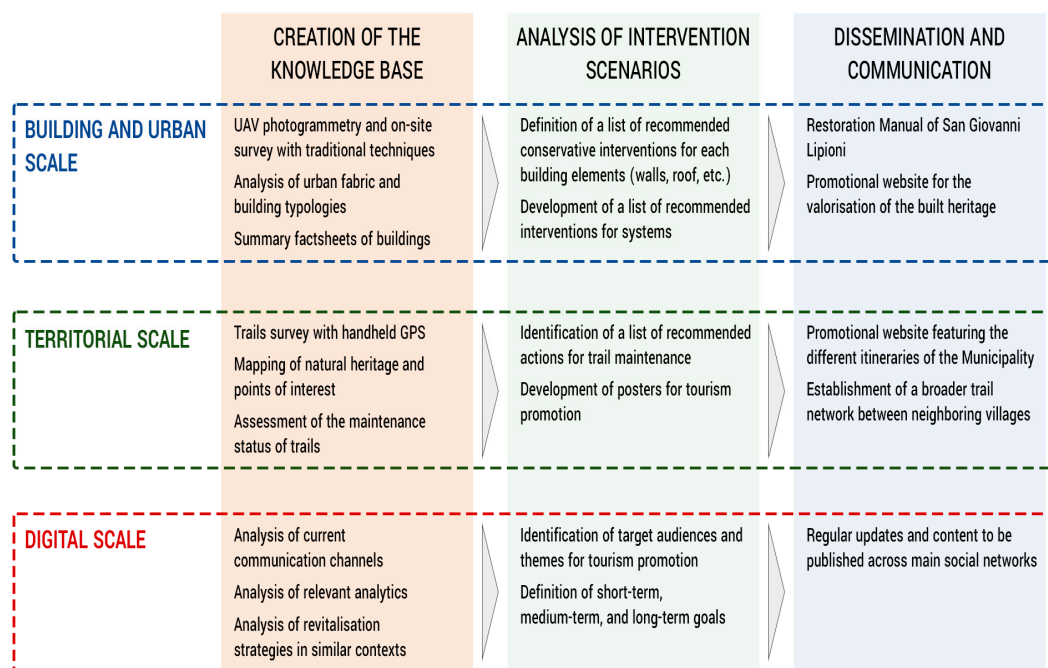 CREATION OF THE
KNOWLEDGE BASE
ANALYSIS OF INTERVENTION
SCENARIOS
DISSEMINATION AND
COMMUNICATION
BUILDING AND URBAN
SCALE
UAV photogrammetry and on-site
survey with traditional techniques
Analysis of urban fabric and
building typologies
Summary factsheets of buildings
Definition of a list of recommended
conservative interventions for each
building elements (walls, roof, etc.)
Development of a list of recommended
interventions for systems
Restoration Manual of San Giovanni
Lipioni
Promotional website for the
valorisation of the built heritage
TERRITORIAL SCALE
Trails survey with handheld GPS
Mapping of natural heritage and
points of interest
Assessment of the maintenance
status of trails
Identification of a list of recommended
actions for trail maintenance
Development of posters for tourism
promotion
Promotional website featuring the
different itineraries of the Municipality
Establishment of a broader trail
network between neighboring villages
DIGITAL SCALE
Analysis of current
communication channels
Analysis of relevant analytics
Analysis of revitalisation
strategies in similar contexts
Identification of target audiences and
themes for tourism promotion
Definition of short-term,
medium-term, and long-term goals
Regular updates and content to be
published across main social networks